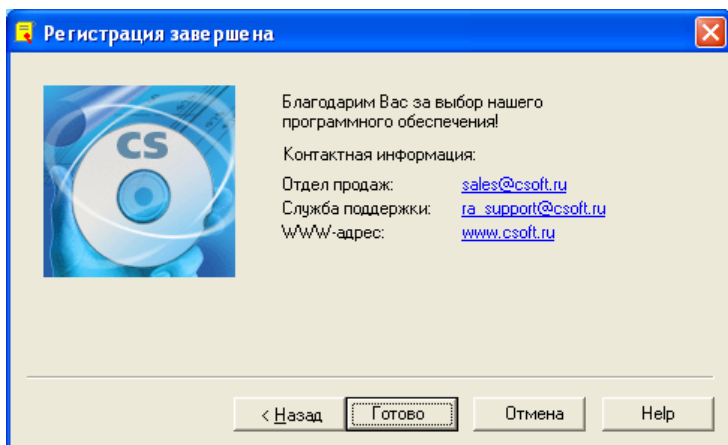 Регистрация завершена
CS
Благодарим Вас за выбор нашего
программного обеспечения!
Контактная информация:
Отдел продаж: sales@csoft.ru
Служба поддержки: ra_support@csoft.ru
WWW-адрес: www.csoft.ru
< Назад Готово Отмена Help